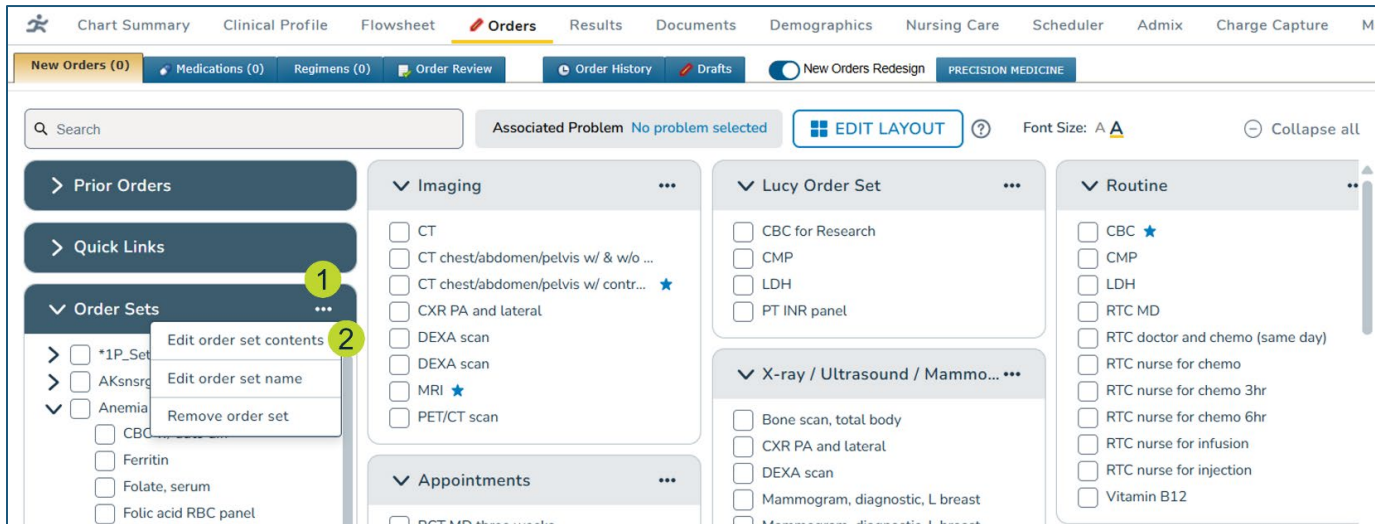 Chart Summary Clinical Profile Flowsheet Orders Results Documents Demographics Nursing Care Scheduler Admix Charge Capture M
New Orders (0) Medications (0) Regimens (0) Order Review Order History Drafts New Orders Redesign PRECISION MEDICINE
Search Associated Problem No problem selected EDIT LAYOUT ? Font Size: A A Collapse all
Prior Orders
Quick Links
1
Order Sets
Edit order set contents 2
Edit order set name
Remove order set
*1P_Set
AKsnsrg
Anemia
CBC
Ferritin
Folate, serum
Folic acid RBC panel
Imaging
CT
CT chest/abdomen/pelvis w/ & w/o ...
CT chest/abdomen/pelvis w/ contr...
CXR PA and lateral
DEXA scan
DEXA scan
MRI
PET/CT scan
Appointments
Lucy Order Set
CBC for Research
CMP
LDH
PT INR panel
X-ray / Ultrasound / Mammo...
Bone scan, total body
CXR PA and lateral
DEXA scan
Mammogram, diagnostic, L breast
Routine
CBC
CMP
LDH
RTC MD
RTC doctor and chemo (same day)
RTC nurse for chemo
RTC nurse for chemo 3hr
RTC nurse for chemo 6hr
RTC nurse for infusion
RTC nurse for injection
Vitamin B12